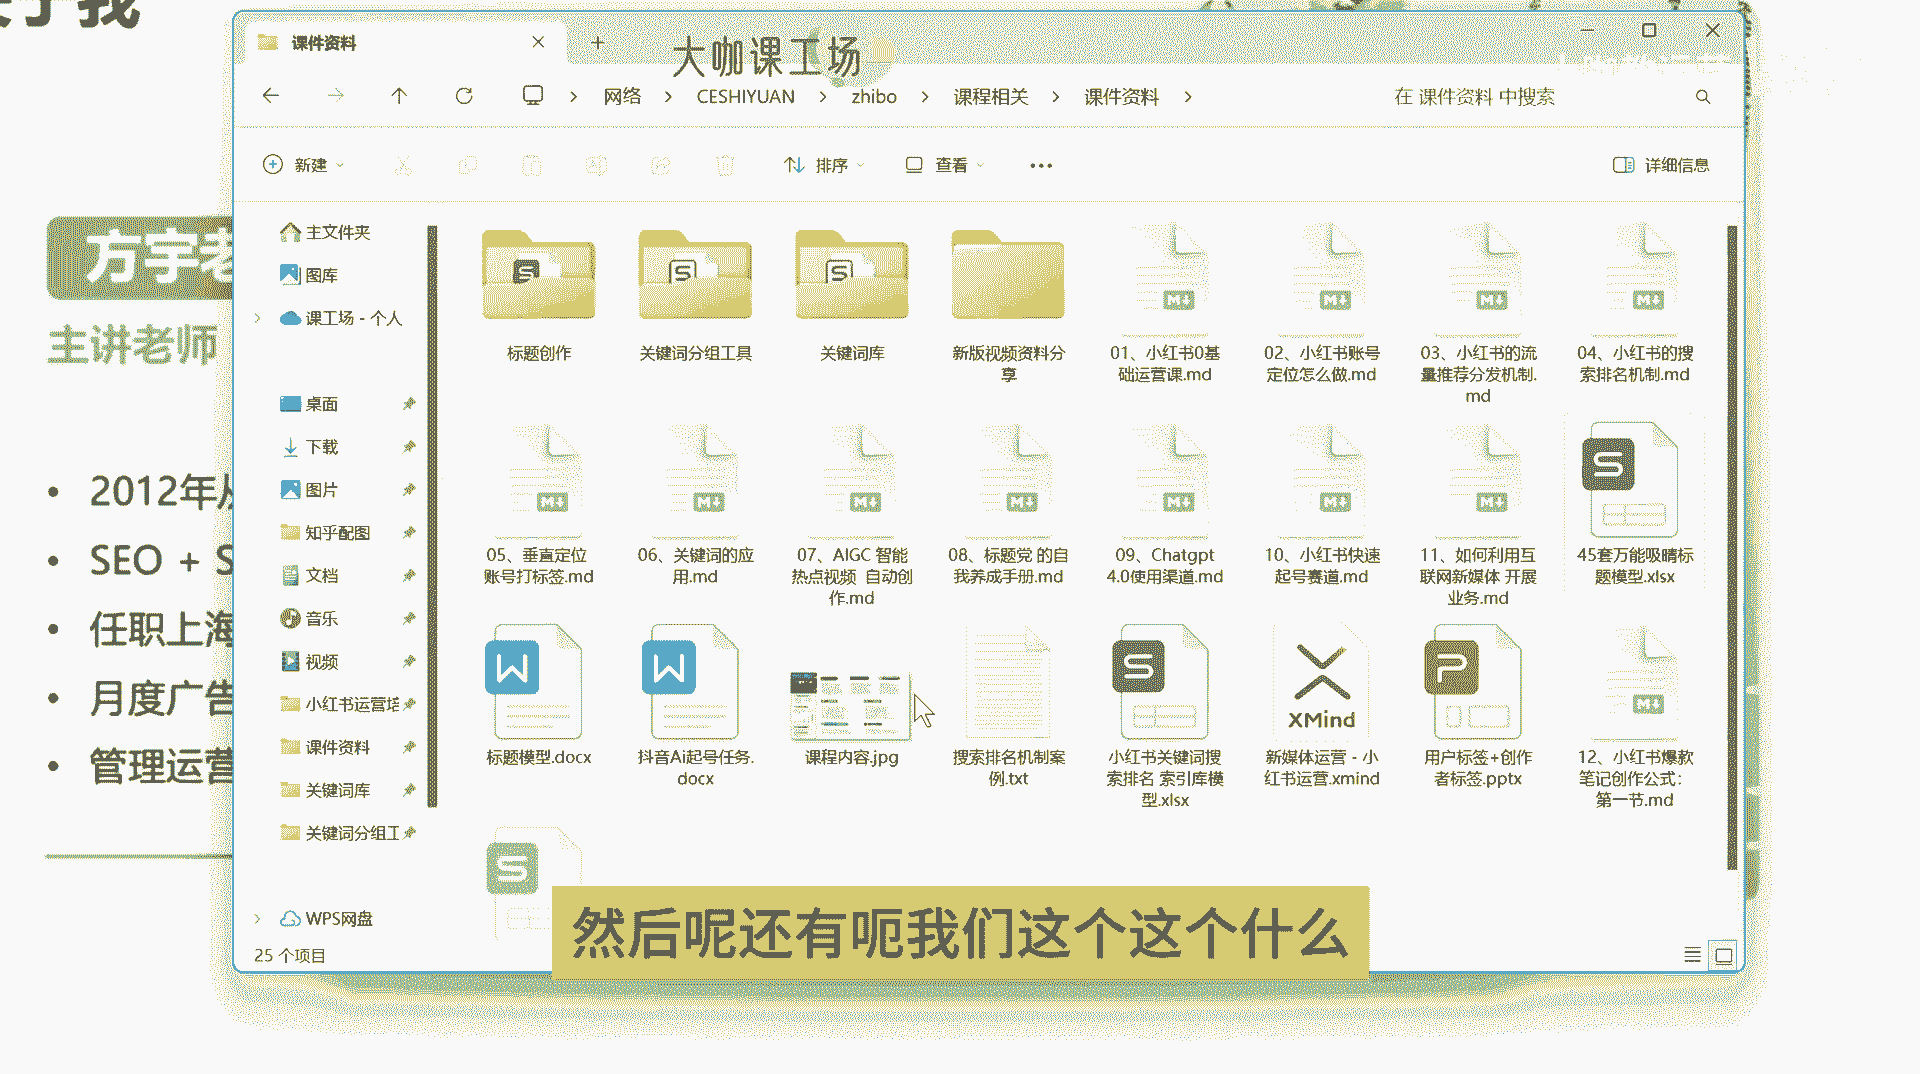 于我
课件资料
大咖课工场
网络 > CESHIYUAN > zhibo > 课程相关 > 课件资料 >
在 课件资料 中搜索
新建
排序
查看
详细信息
方宇老
主讲老师
2012年从
SEO + S
任职上海
月度广告
管理运营
主文件夹
图库
课工场 - 个人
桌面
下载
图片
知乎配图
文档
音乐
视频
小红书运营培
课件资料
关键词库
关键词分组工
WPS网盘
25 个项目
标题创作
关键词分组工具
关键词库
新版视频资料分
享
01、小红书0基
础运营课.md
02、小红书账号
定位怎么做.md
03、小红书的流
量推荐分发机制.
md
04、小红书的搜
索排名机制.md
05、垂直定位
账号打标签.md
06、关键词的应
用.md
07、AIGC 智能
热点视频 自动创
作.md
08、标题党 的自
我养成手册.md
09、Chatgpt
4.0使用渠道.md
10、小红书快速
起号赛道.md
11、如何利用互
联网新媒体 开展
业务.md
45套万能吸睛标
题模型.xlsx
标题模型.docx
抖音Ai起号任务.
docx
课程内容.jpg
搜索排名机制案
例.txt
小红书关键词搜
索排名 索引库模
型.xlsx
XMind
新媒体运营 - 小
红书运营.xmind
用户标签+创作
者标签.pptx
12、小红书爆款
笔记创作公式：
第一节.md
然后呢还有呃我们这个这个什么